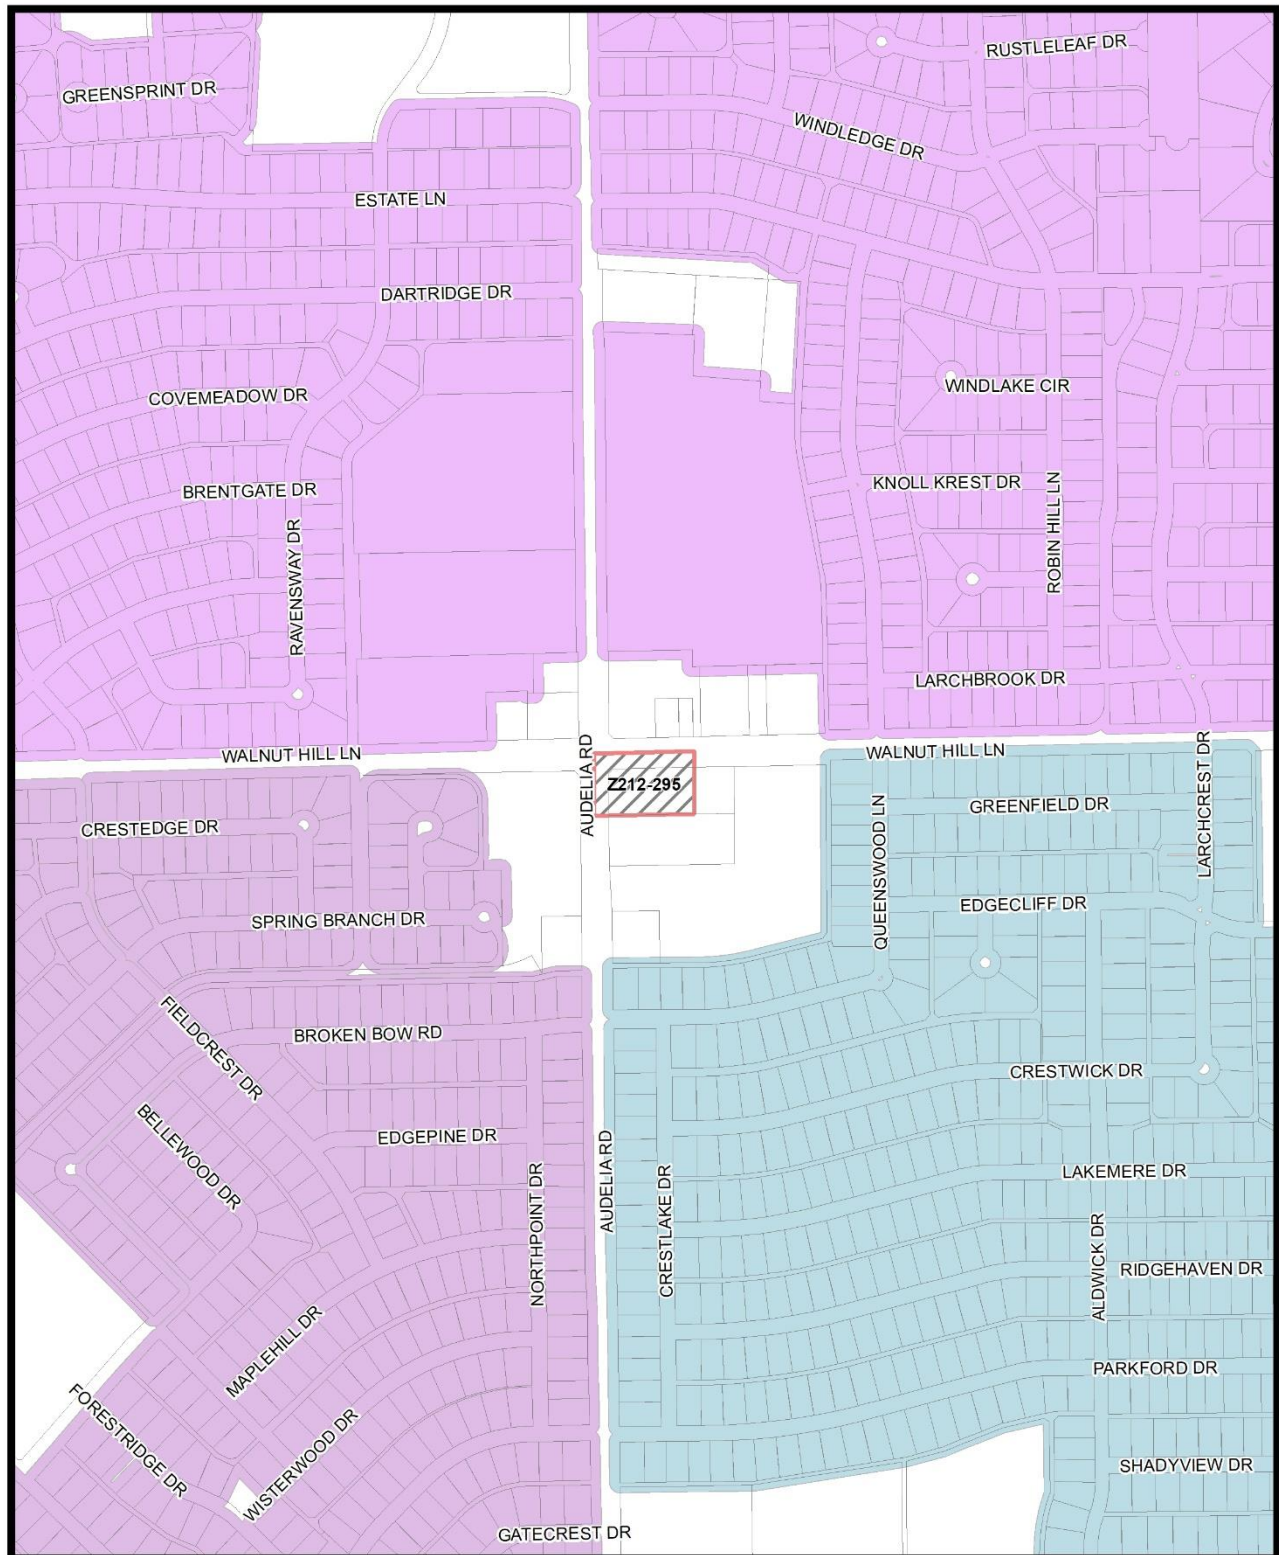 RUSTLELEAF DR
GREENSPRINT DR
WINDLEDGE DR
ESTATE LN
DARTRIDGE DR
WINDLAKE CIR
COVEMEADOW DR
KNOLL KREST DR
BRENTGATE DR
ROBIN HILL LN
RAVENSWAY DR
LARCHBROOK DR
WALNUT HILL LN
AUDELIA RD
WALNUT HILL LN
LARCHCREST DR
Z212-295
GREENFIELD DR
CRESTEDGE DR
QUEENSWOOD LN
EDGECLIFF DR
SPRING BRANCH DR
FIELDCREST DR
BROKEN BOW RD
CRESTWICK DR
BELLEWOOD DR
EDGEPINE DR
AUDELIA RD
LAKEMERE DR
NORTHPOINT DR
CRESTLAKE DR
ALDWICK DR
RIDGEHAVEN DR
MAPLEHILL DR
PARKFORD DR
FORESTRIDGE DR
WISTERWOOD DR
SHADYVIEW DR
GATECREST DR